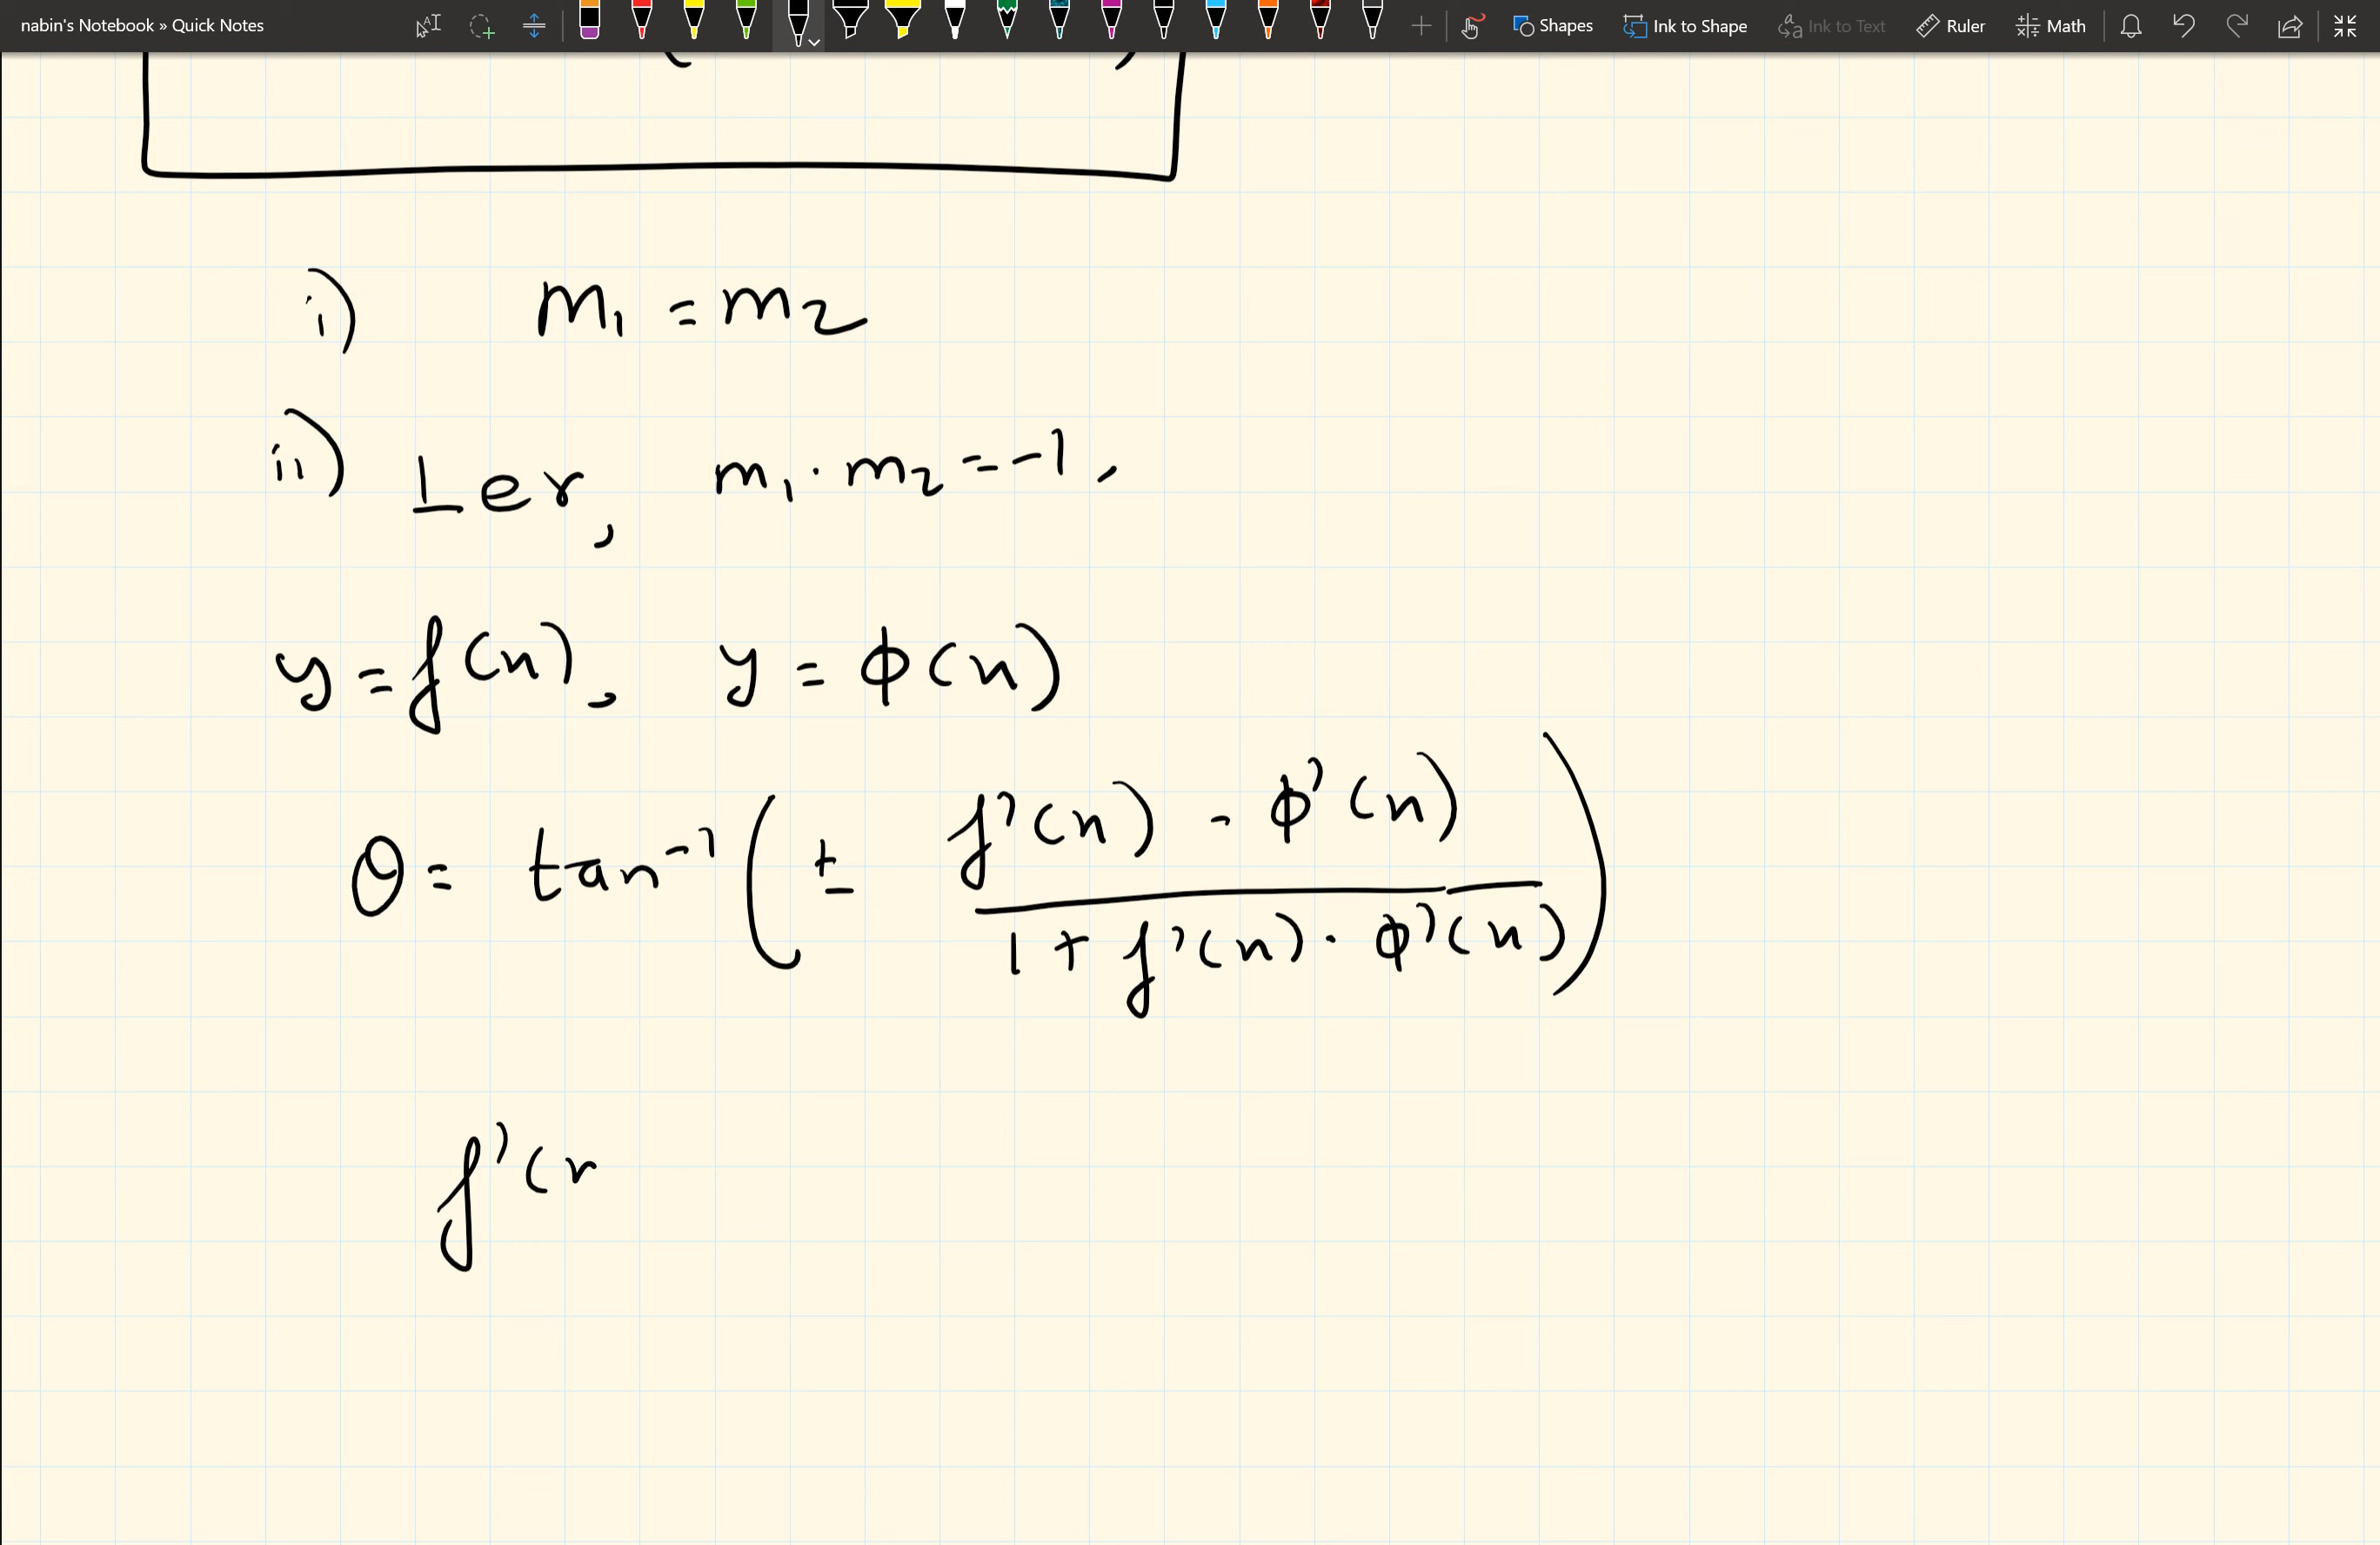 nabin's Notebook » Quick Notes Shapes Ink to Shape Ink to Text Ruler Math
i) m₁ = m₂
ii) Ler, m₁ · m₂ = -1,
y = f(n), y = ϕ(n)
θ = tan⁻¹ ( ± f'(n) - ϕ'(n) / 1 + f'(n) · ϕ'(n) )
f'(n